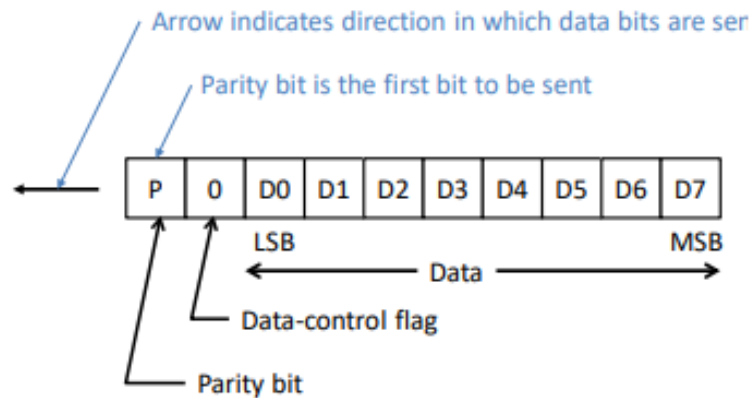 Arrow indicates direction in which data bits are
Parity bit is the first bit to be sent
P 0 D0 D1 D2 D3 D4 D5 D6 D7
LSB MSB
Data
Data-control flag
Parity bit